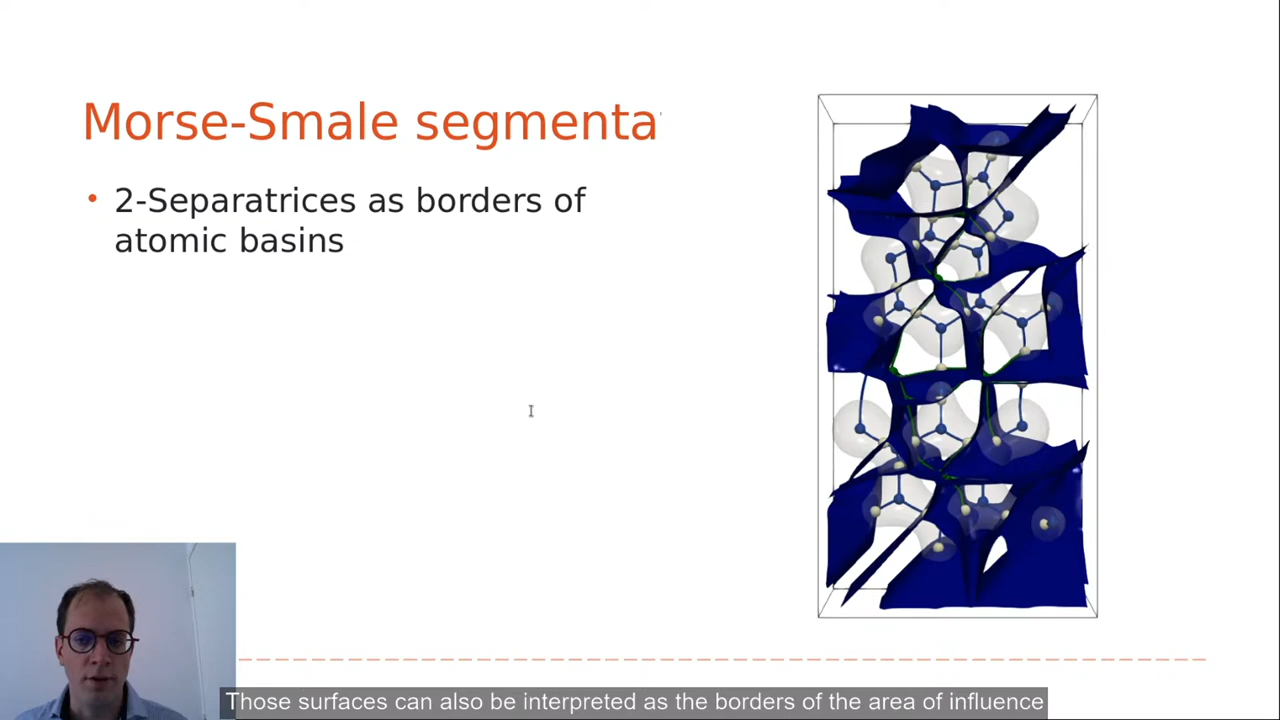 Morse-Smale segmenta
• 2-Separatrices as borders of
atomic basins
Those surfaces can also be interpreted as the borders of the area of influence